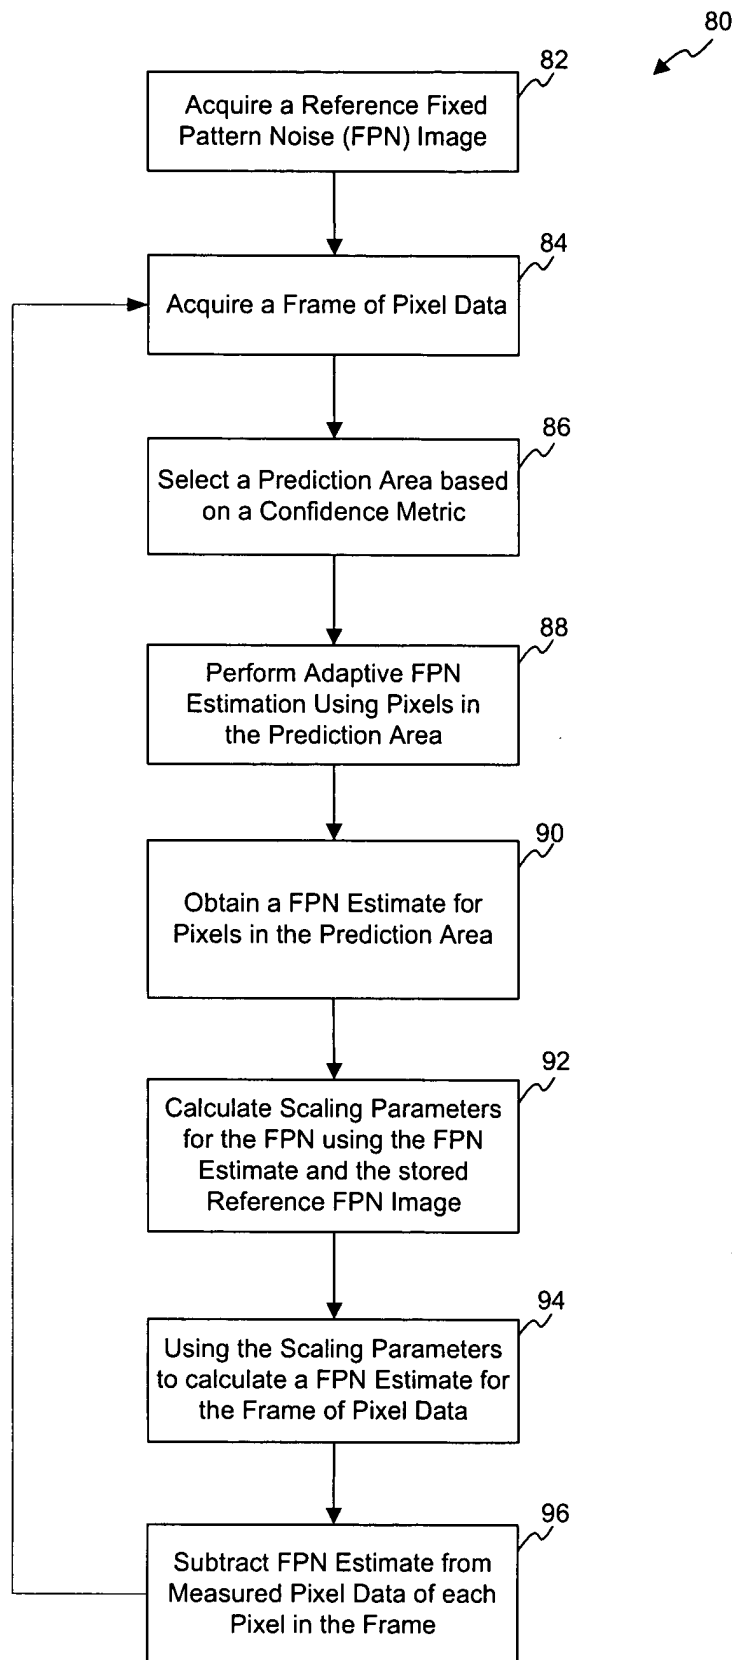 80
82
Acquire a Reference Fixed
Pattern Noise (FPN) Image
84
Acquire a Frame of Pixel Data
86
Select a Prediction Area based
on a Confidence Metric
88
Perform Adaptive FPN
Estimation Using Pixels in
the Prediction Area
90
Obtain a FPN Estimate for
Pixels in the Prediction Area
92
Calculate Scaling Parameters
for the FPN using the FPN
Estimate and the stored
Reference FPN Image
94
Using the Scaling Parameters
to calculate a FPN Estimate for
the Frame of Pixel Data
96
Subtract FPN Estimate from
Measured Pixel Data of each
Pixel in the Frame